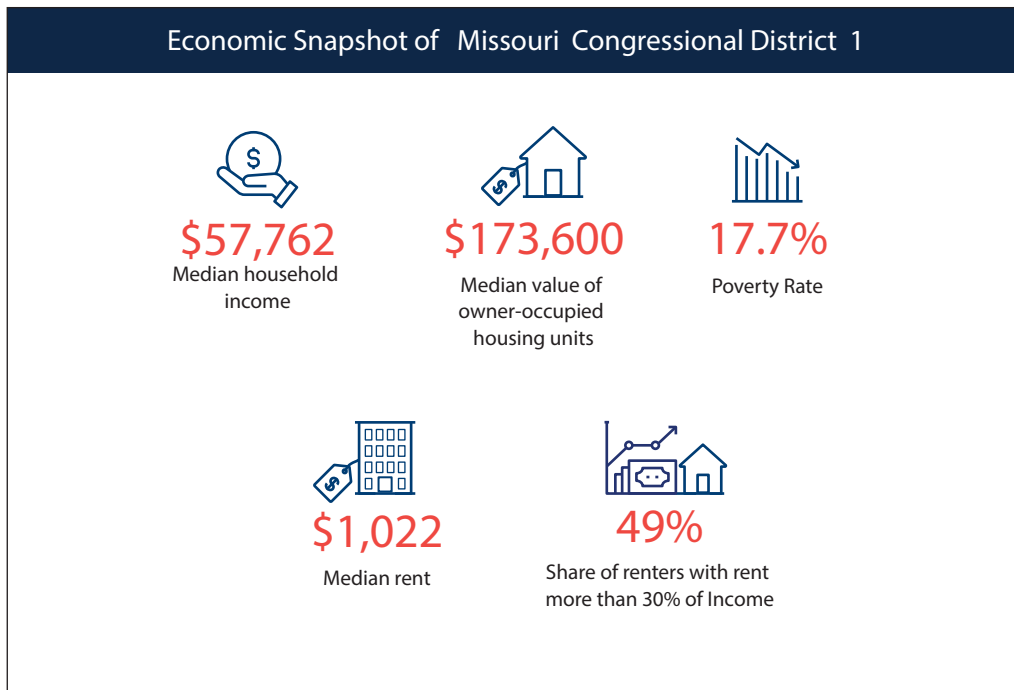 Economic Snapshot of Missouri Congressional District 1
$
$
$57,762
Median household
income
$173,600
Median value of
owner-occupied
housing units
17.7%
Poverty Rate
$
$1,022
Median rent
49%
Share of renters with rent
more than 30% of Income